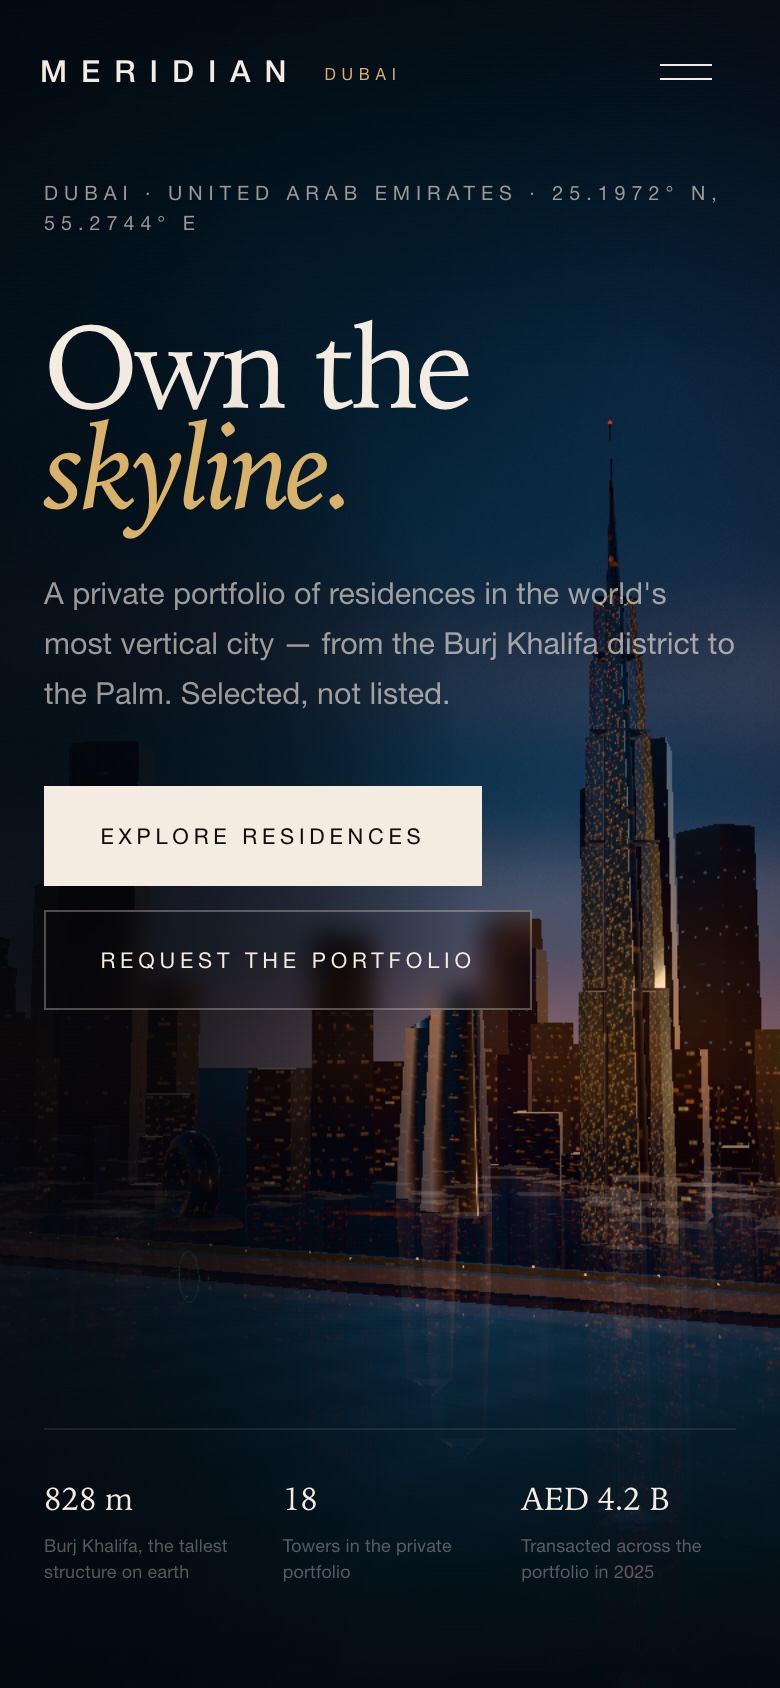 MERIDIAN DUBAI
DUBAI · UNITED ARAB EMIRATES · 25.1972° N,
55.2744° E
Own the
skyline.
A private portfolio of residences in the world's
most vertical city — from the Burj Khalifa district to
the Palm. Selected, not listed.
EXPLORE RESIDENCES
REQUEST THE PORTFOLIO
828 m
Burj Khalifa, the tallest
structure on earth
18
Towers in the private
portfolio
AED 4.2 B
Transacted across the
portfolio in 2025